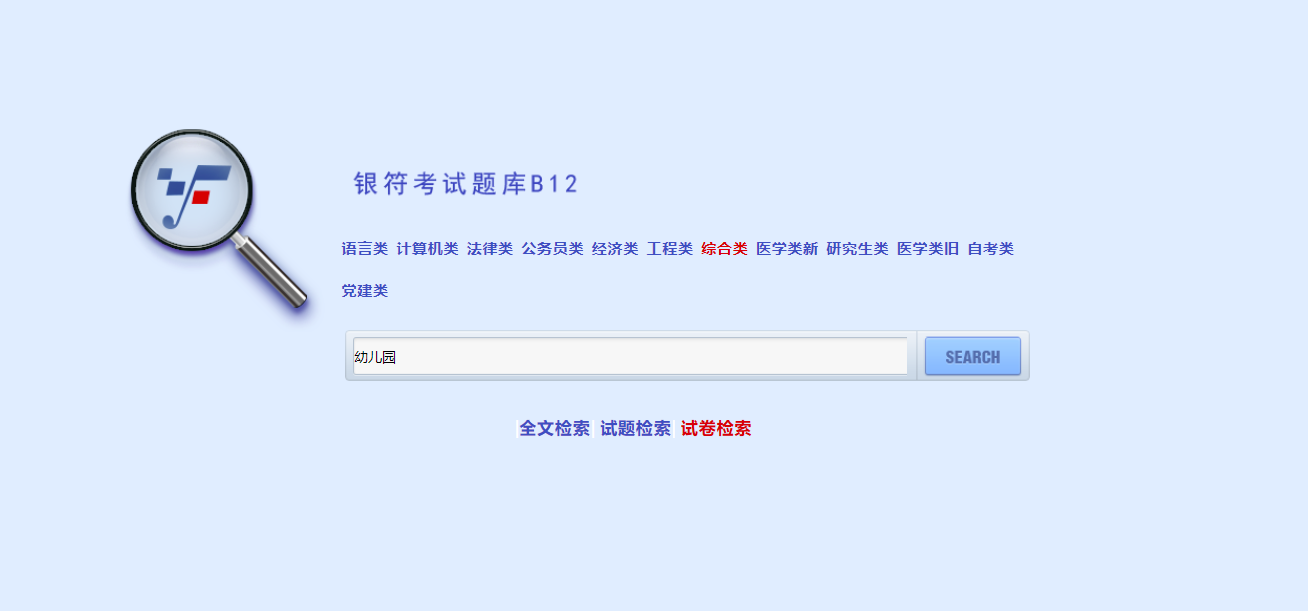 银符考试题库B12
语言类 计算机类 法律类 公务员类 经济类 工程类 综合类 医学类新 研究生类 医学类旧 自考类
党建类
幼儿园 SEARCH
全文检索 试题检索 试卷检索